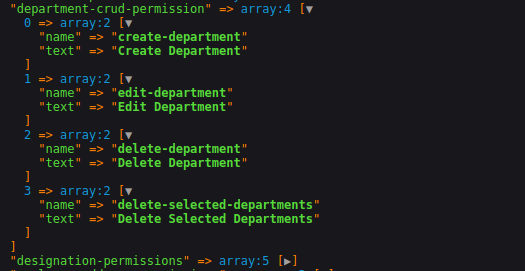 "department-crud-permission" => array:4 [▼
0 => array:2 [▼
"name" => "create-department"
"text" => "Create Department"
]
1 => array:2 [▼
"name" => "edit-department"
"text" => "Edit Department"
]
2 => array:2 [▼
"name" => "delete-department"
"text" => "Delete Department"
]
3 => array:2 [▼
"name" => "delete-selected-departments"
"text" => "Delete Selected Departments"
]
]
"designation-permissions" => array:5 [▶]